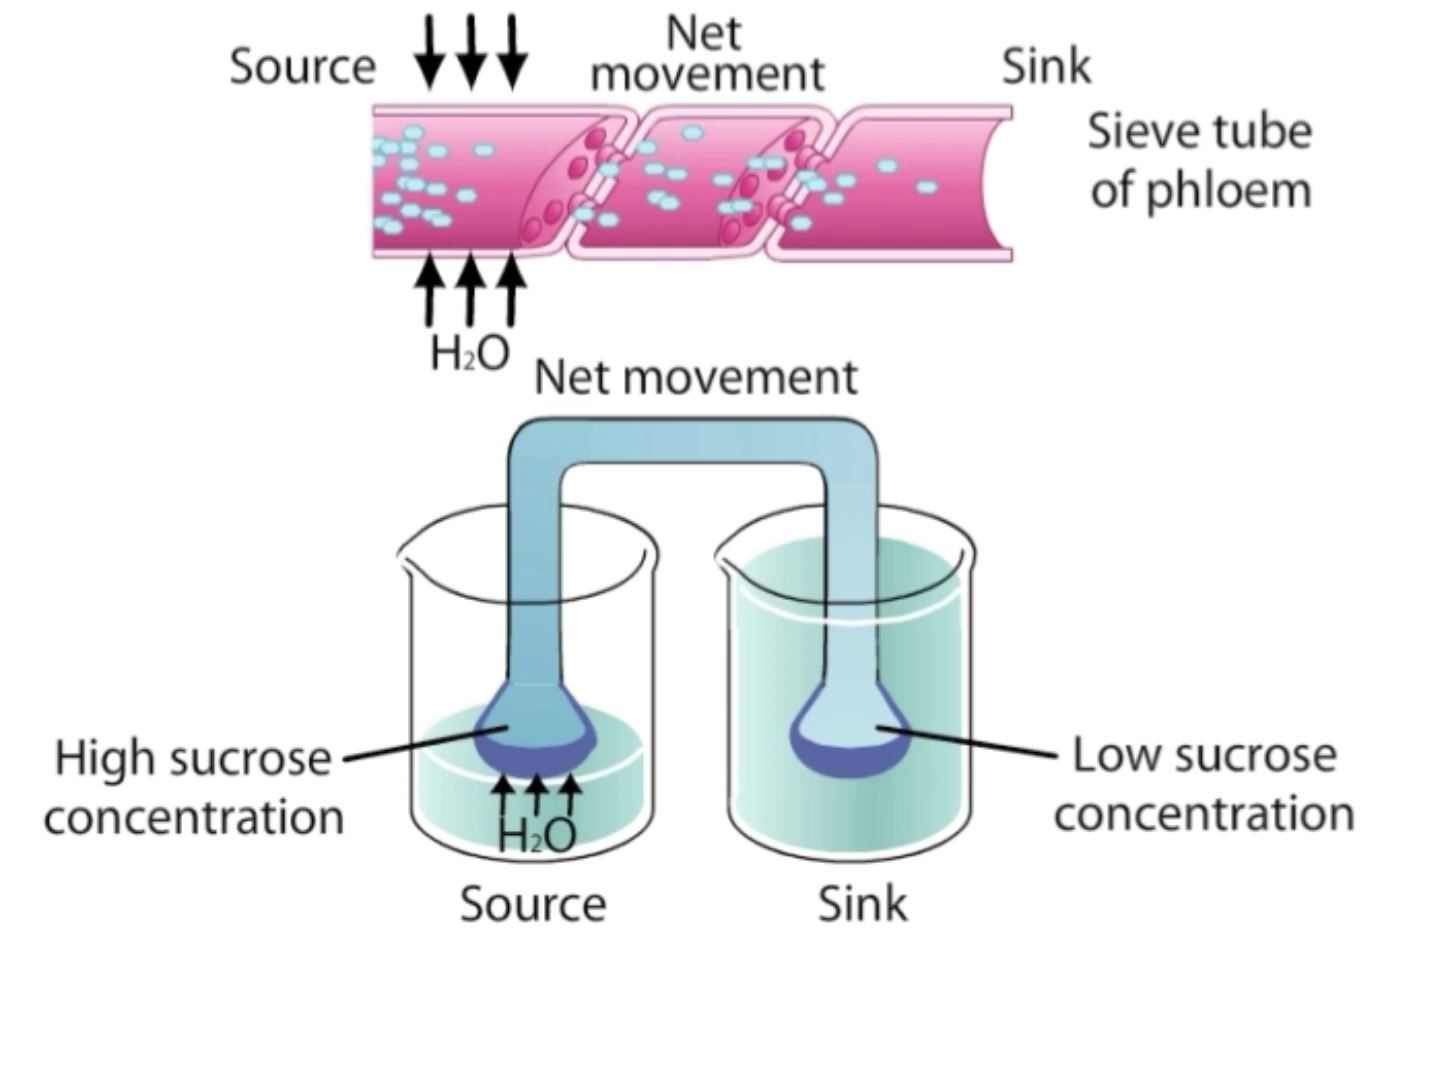 Source
Net
movement
Sink
Sieve tube
of phloem
H₂O
Net movement
High sucrose
concentration
H₂O
Low sucrose
concentration
Source
Sink